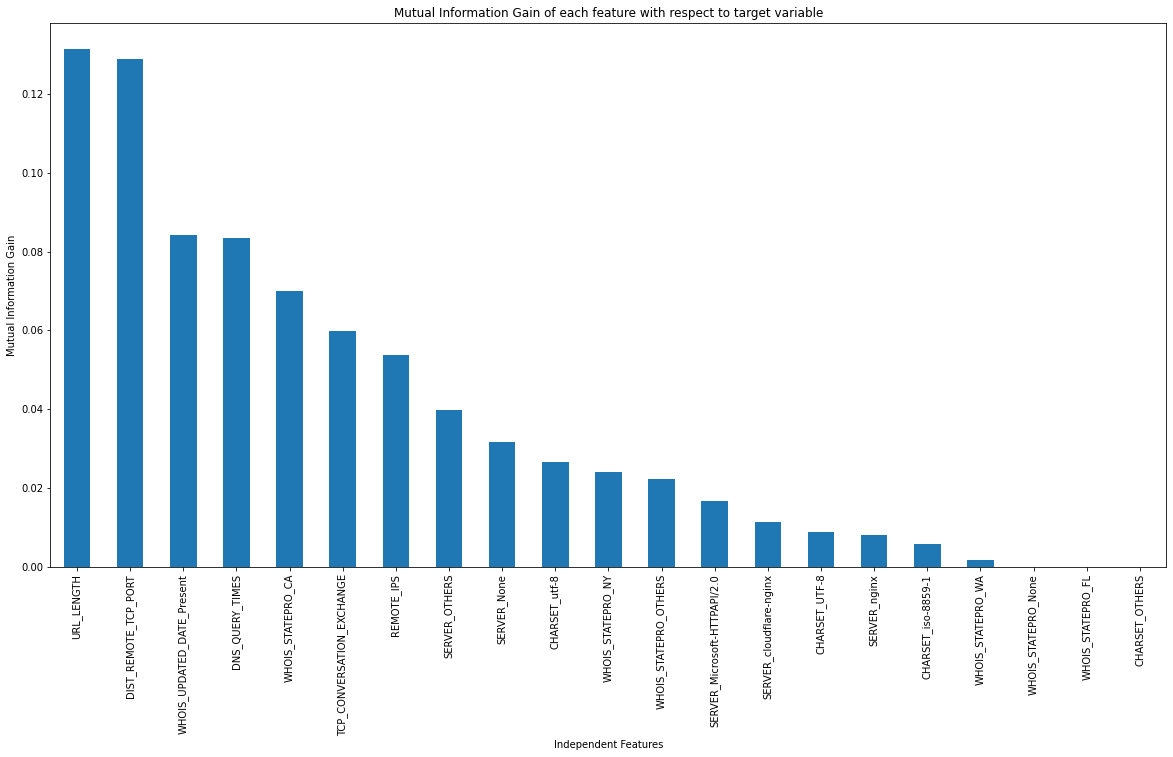 Mutual Information Gain of each feature with respect to target variable
Mutual Information Gain
0.12
0.10
0.08
0.06
0.04
0.02
0.00
URL_LENGTH
DIST_REMOTE_TCP_PORT
WHOIS_UPDATED_DATE_Present
DNS_QUERY_TIMES
WHOIS_STATEPRO_CA
TCP_CONVERSATION_EXCHANGE
REMOTE_IPS
SERVER_OTHERS
SERVER_None
CHARSET_utf-8
WHOIS_STATEPRO_NY
WHOIS_STATEPRO_OTHERS
SERVER_Microsoft-HTTPAPI/2.0
SERVER_cloudflare-nginx
CHARSET_UTF-8
SERVER_nginx
CHARSET_iso-8859-1
WHOIS_STATEPRO_WA
WHOIS_STATEPRO_None
WHOIS_STATEPRO_FL
CHARSET_OTHERS
Independent Features